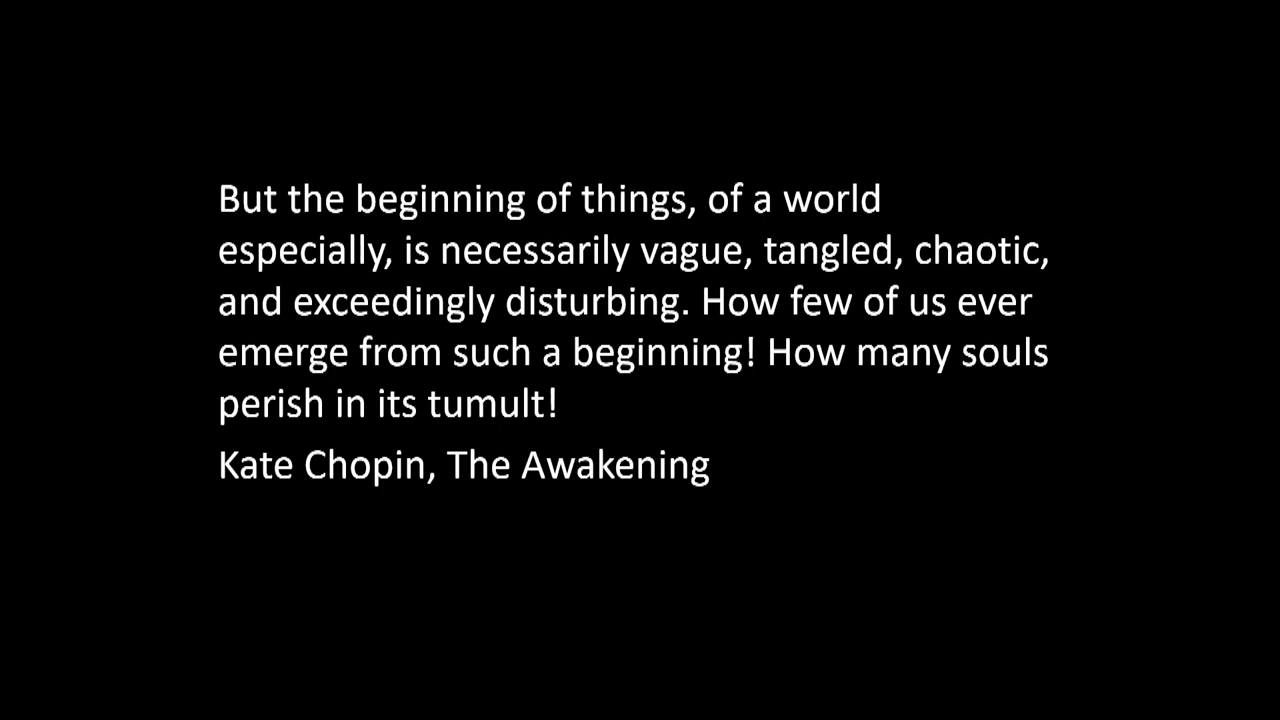 But the beginning of things, of a world
especially, is necessarily vague, tangled, chaotic,
and exceedingly disturbing. How few of us ever
emerge from such a beginning! How many souls
perish in its tumult!
Kate Chopin, The Awakening